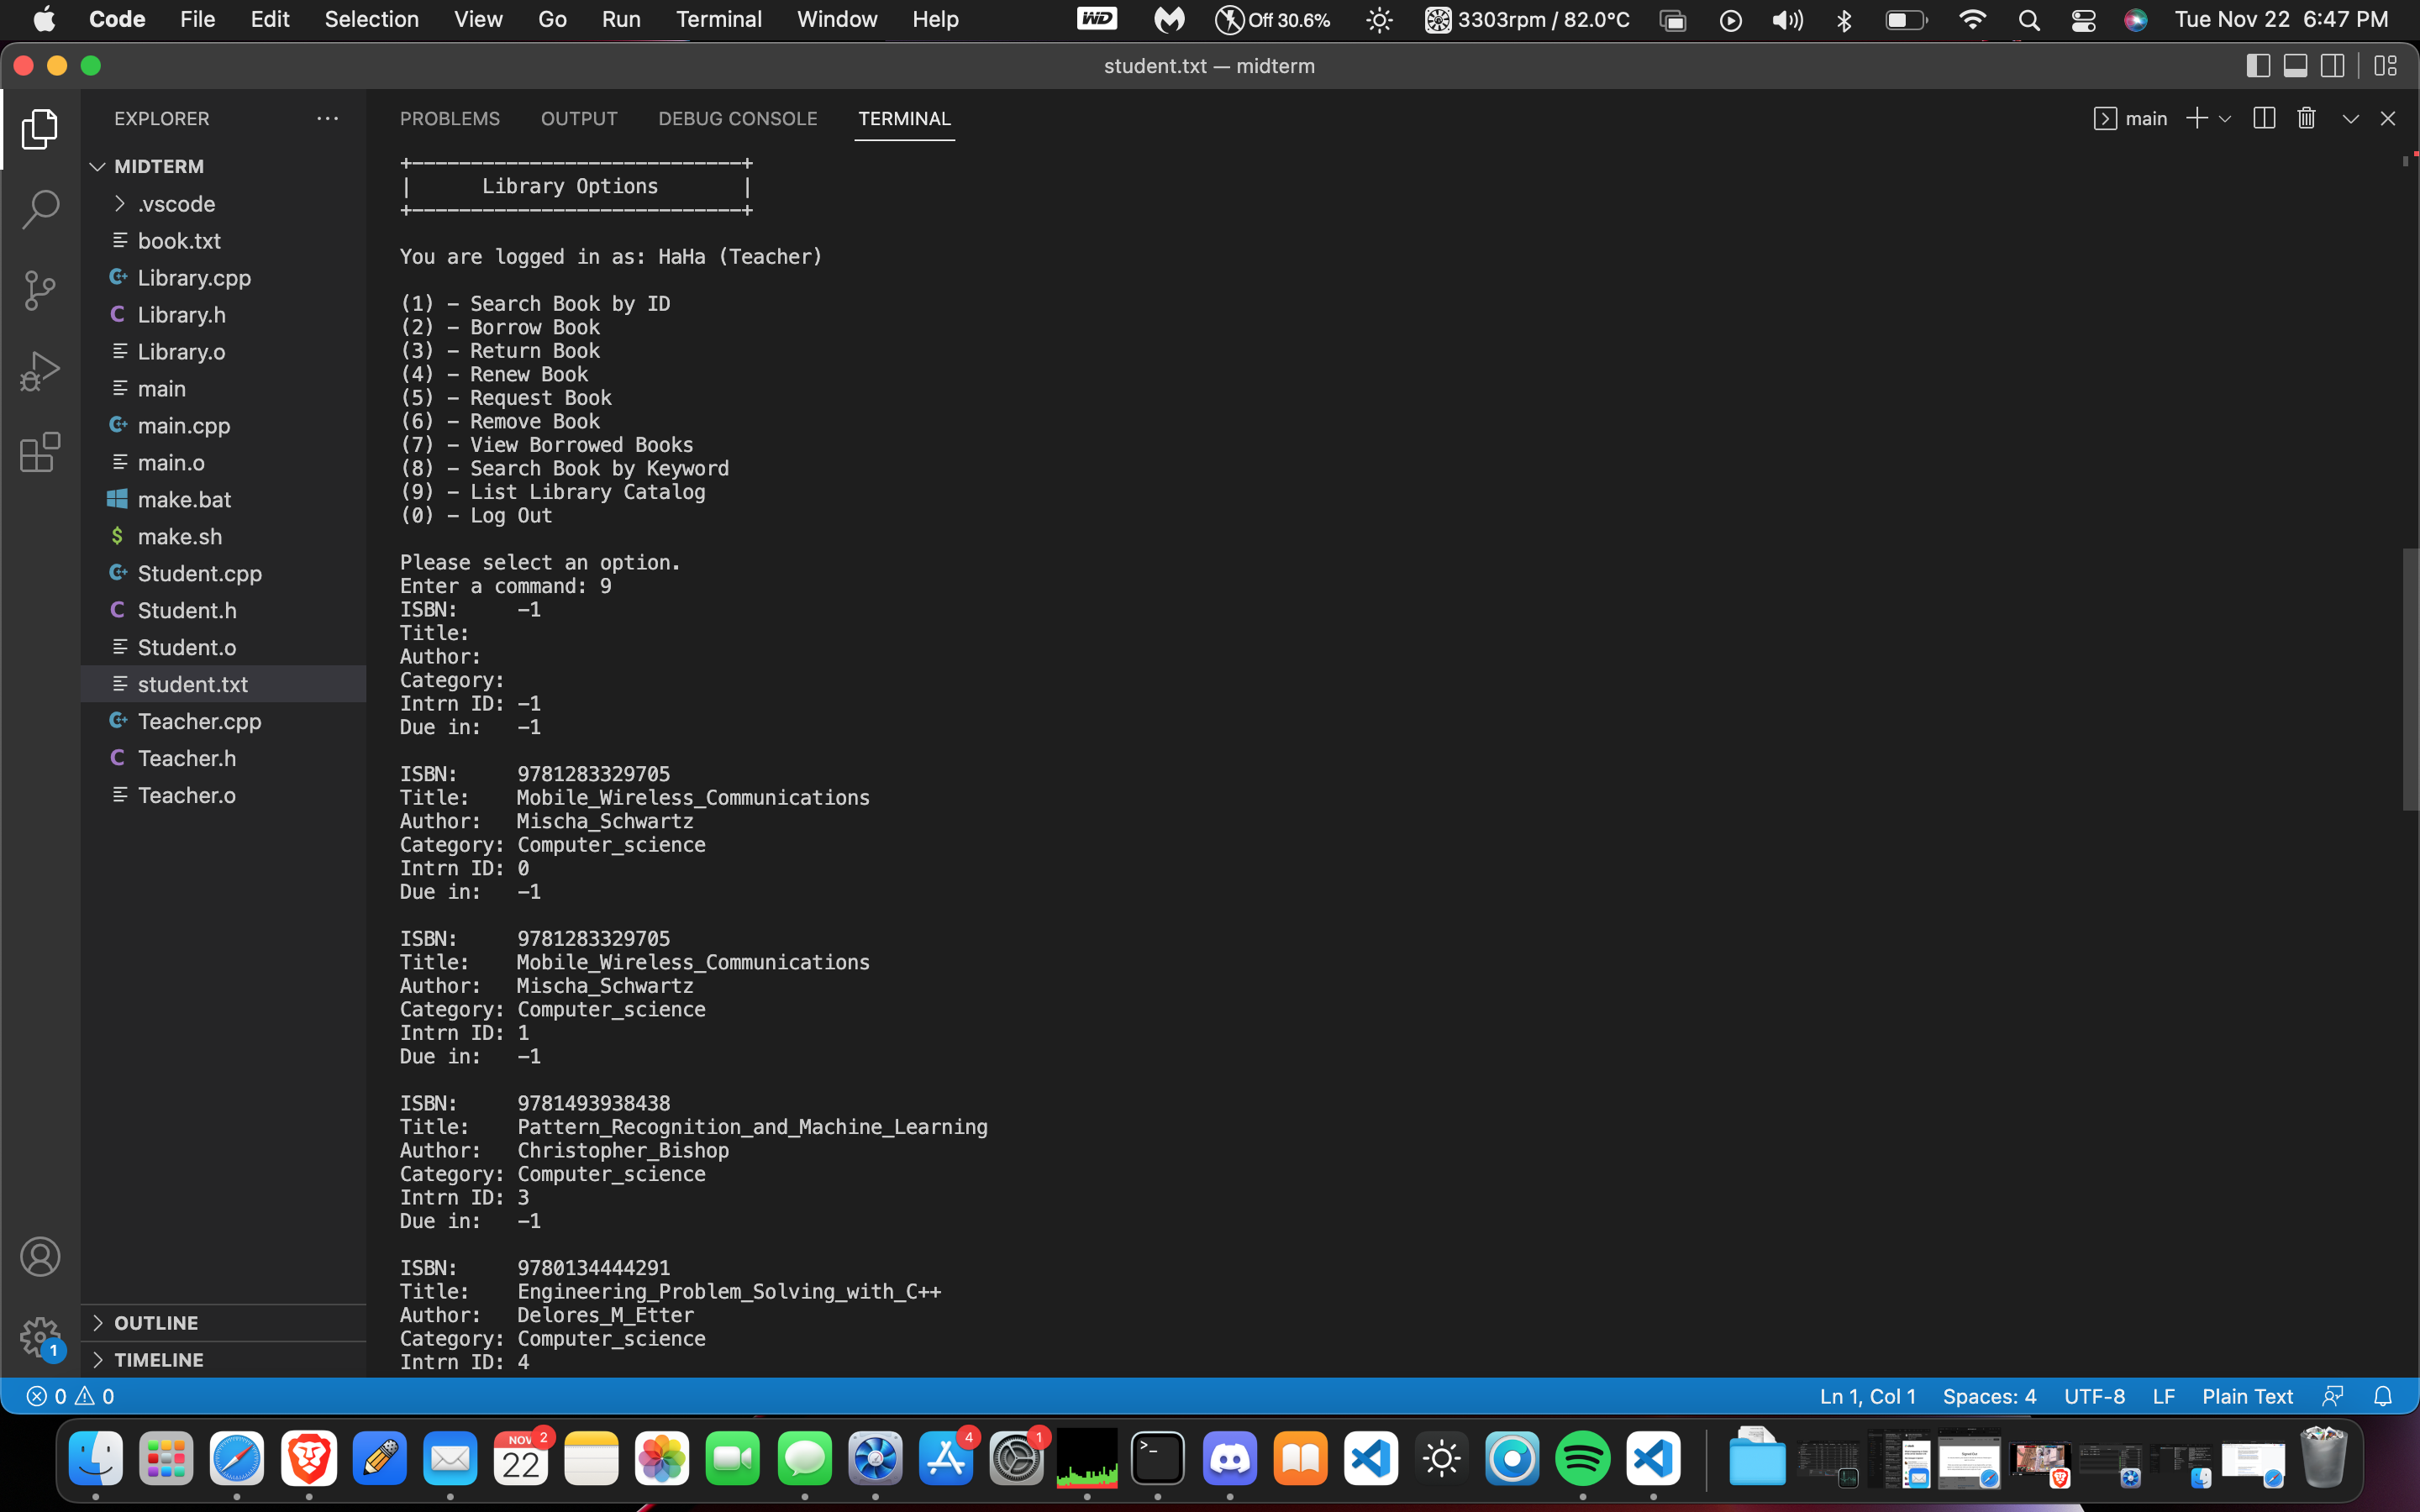 Code File Edit Selection View Go Run Terminal Window Help WD Off 30.6% 3303rpm / 82.0°C Tue Nov 22 6:47 PM
student.txt — midterm
EXPLORER ...
MIDTERM
.vscode
book.txt
Library.cpp
Library.h
Library.o
main
main.cpp
main.o
make.bat
$ make.sh
Student.cpp
Student.h
Student.o
student.txt
Teacher.cpp
Teacher.h
Teacher.o
OUTLINE
TIMELINE
1
PROBLEMS OUTPUT DEBUG CONSOLE TERMINAL main
+----------------------------+
| Library Options |
+----------------------------+
You are logged in as: HaHa (Teacher)
(1) - Search Book by ID
(2) - Borrow Book
(3) - Return Book
(4) - Renew Book
(5) - Request Book
(6) - Remove Book
(7) - View Borrowed Books
(8) - Search Book by Keyword
(9) - List Library Catalog
(0) - Log Out
Please select an option.
Enter a command: 9
ISBN: -1
Title:
Author:
Category:
Intrn ID: -1
Due in: -1
ISBN: 9781283329705
Title: Mobile_Wireless_Communications
Author: Mischa_Schwartz
Category: Computer_science
Intrn ID: 0
Due in: -1
ISBN: 9781283329705
Title: Mobile_Wireless_Communications
Author: Mischa_Schwartz
Category: Computer_science
Intrn ID: 1
Due in: -1
ISBN: 9781493938438
Title: Pattern_Recognition_and_Machine_Learning
Author: Christopher_Bishop
Category: Computer_science
Intrn ID: 3
Due in: -1
ISBN: 9780134444291
Title: Engineering_Problem_Solving_with_C++
Author: Delores_M_Etter
Category: Computer_science
Intrn ID: 4
0 0 Ln 1, Col 1 Spaces: 4 UTF-8 LF Plain Text
NOV 22 2 4 1